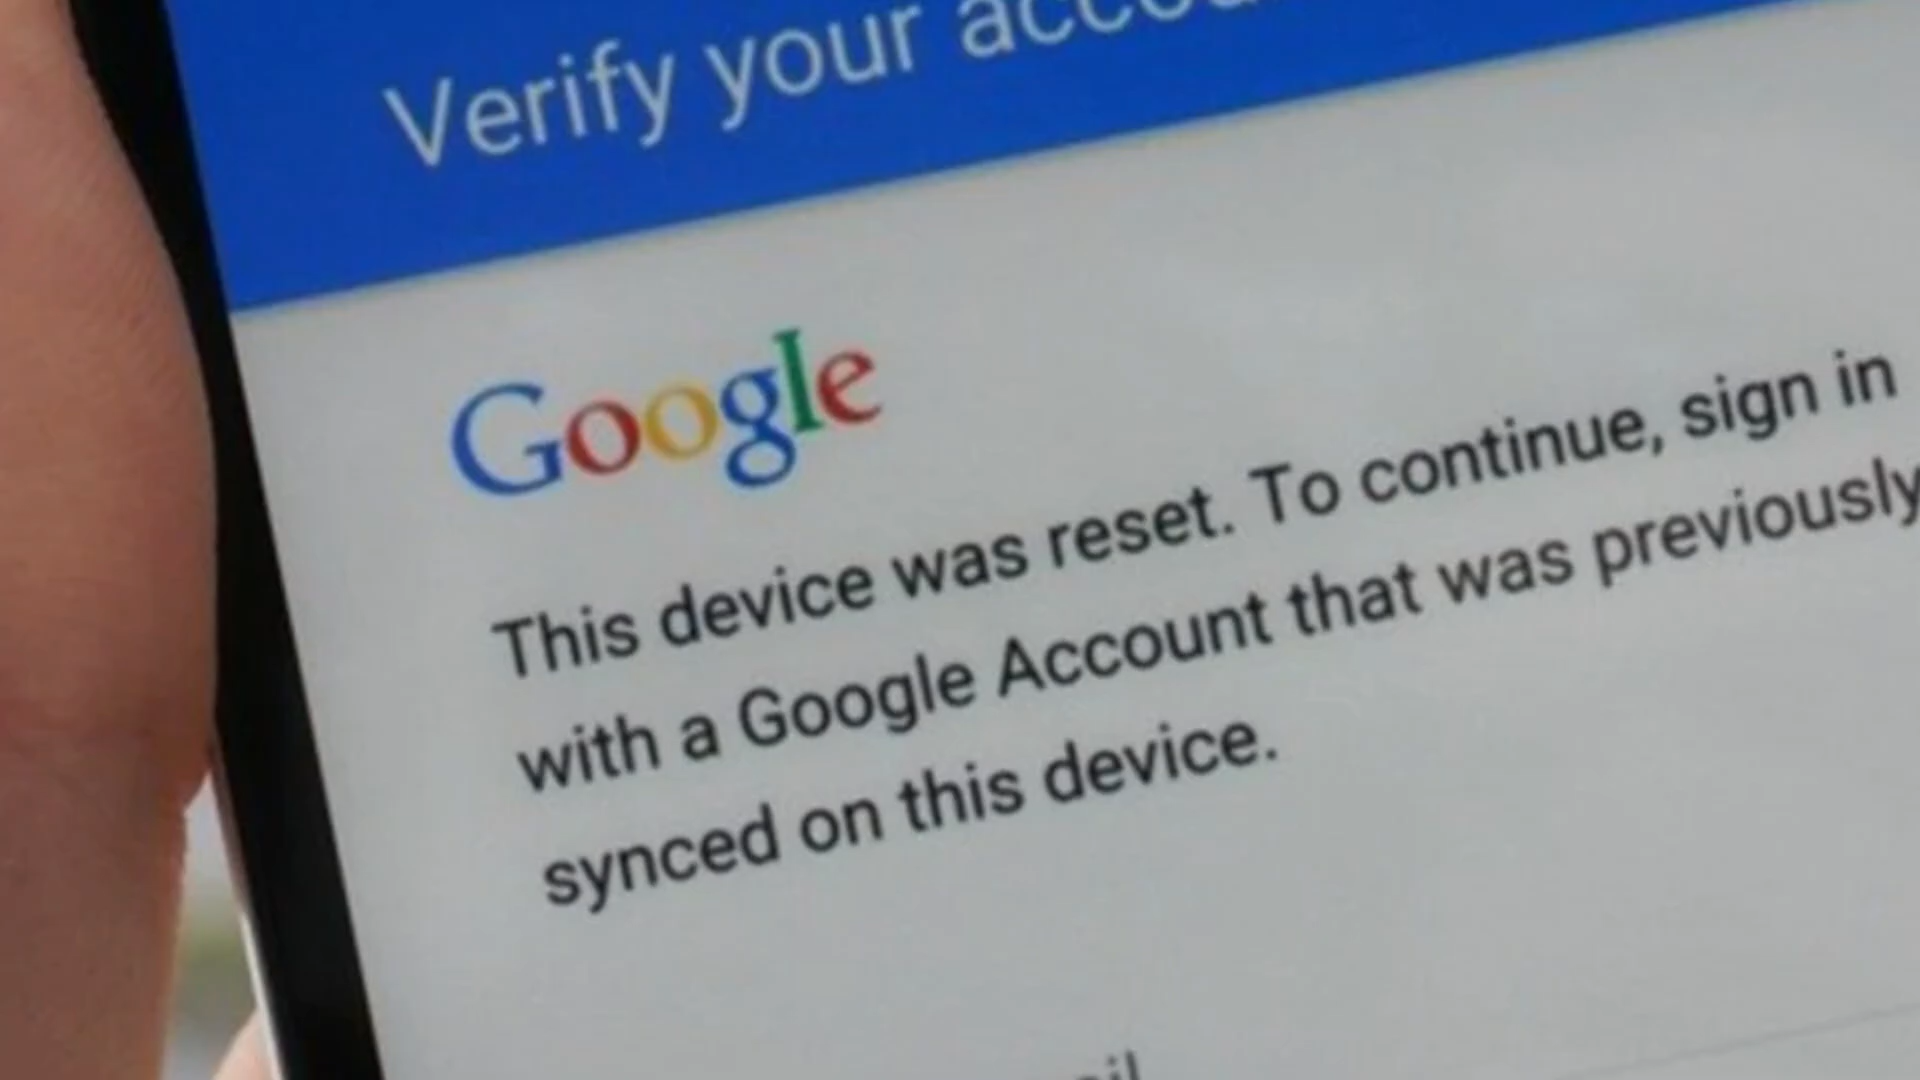 Verify your
Google
This device was reset. To continue, sign in
with a Google Account that was previously
synced on this device.